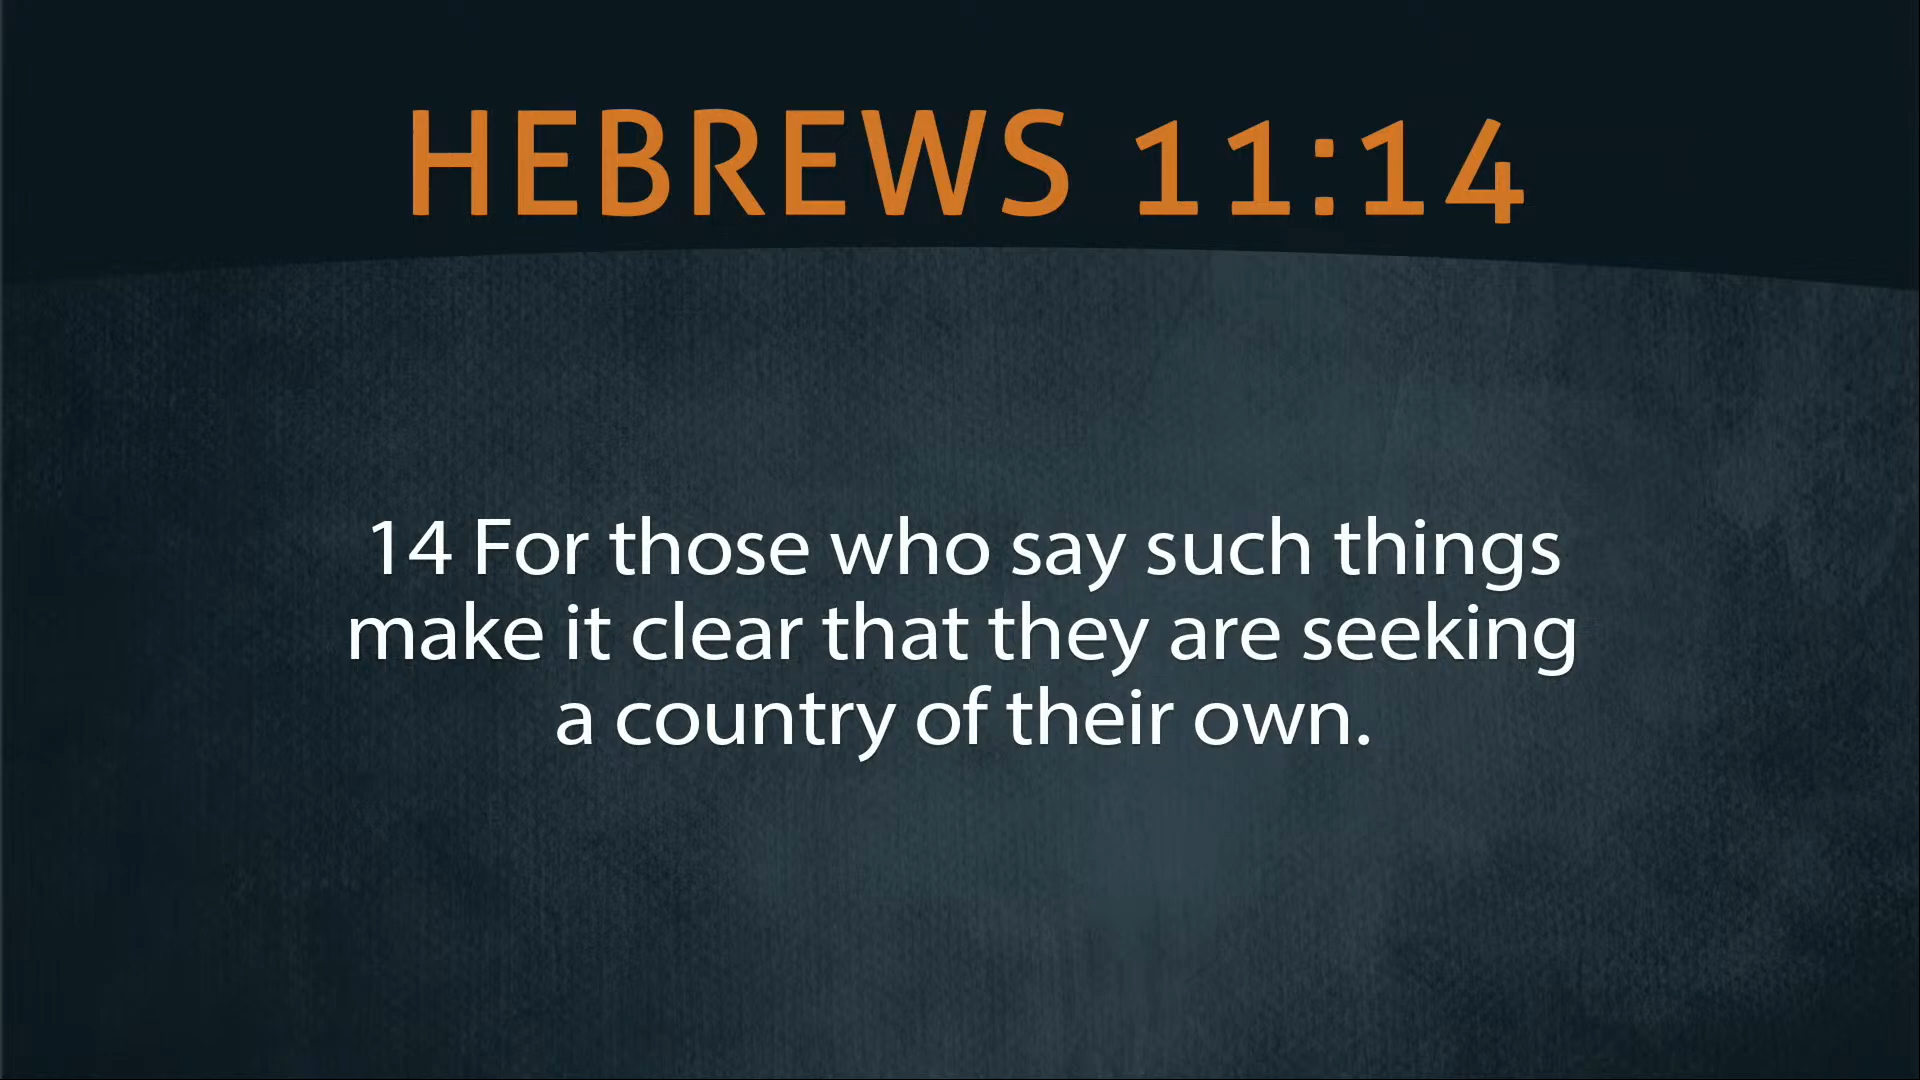 HEBREWS 11:14
14 For those who say such things
make it clear that they are seeking
a country of their own.